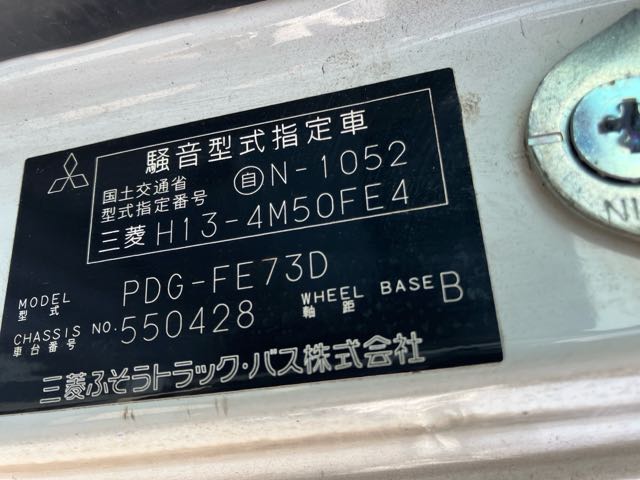 騒音型式指定車
国土交通省
型式指定番号 自N-1052
三菱 H13-4M50FE4
MODEL
型式 PDG-FE73D
CHASSIS NO.
車台番号 550428 WHEEL BASE
軸距 B
三菱ふそうトラック・バス株式会社